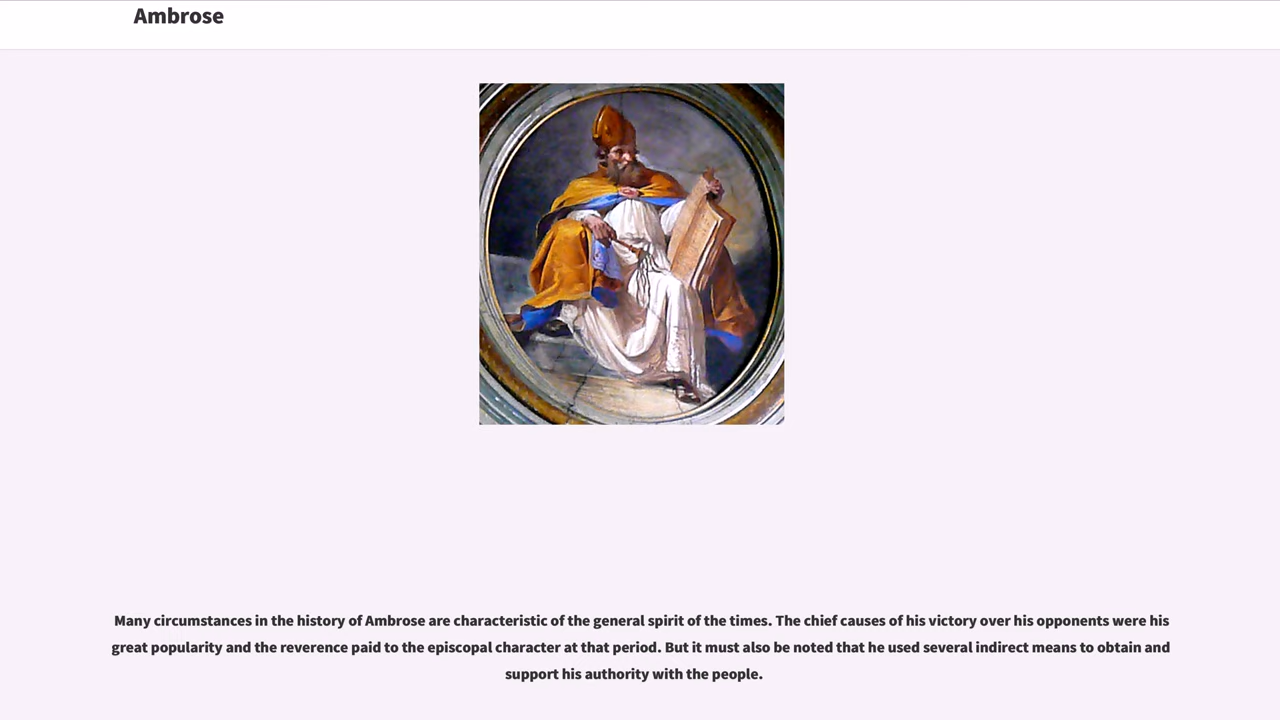 Ambrose
Many circumstances in the history of Ambrose are characteristic of the general spirit of the times. The chief causes of his victory over his opponents were his
great popularity and the reverence paid to the episcopal character at that period. But it must also be noted that he used several indirect means to obtain and
support his authority with the people.